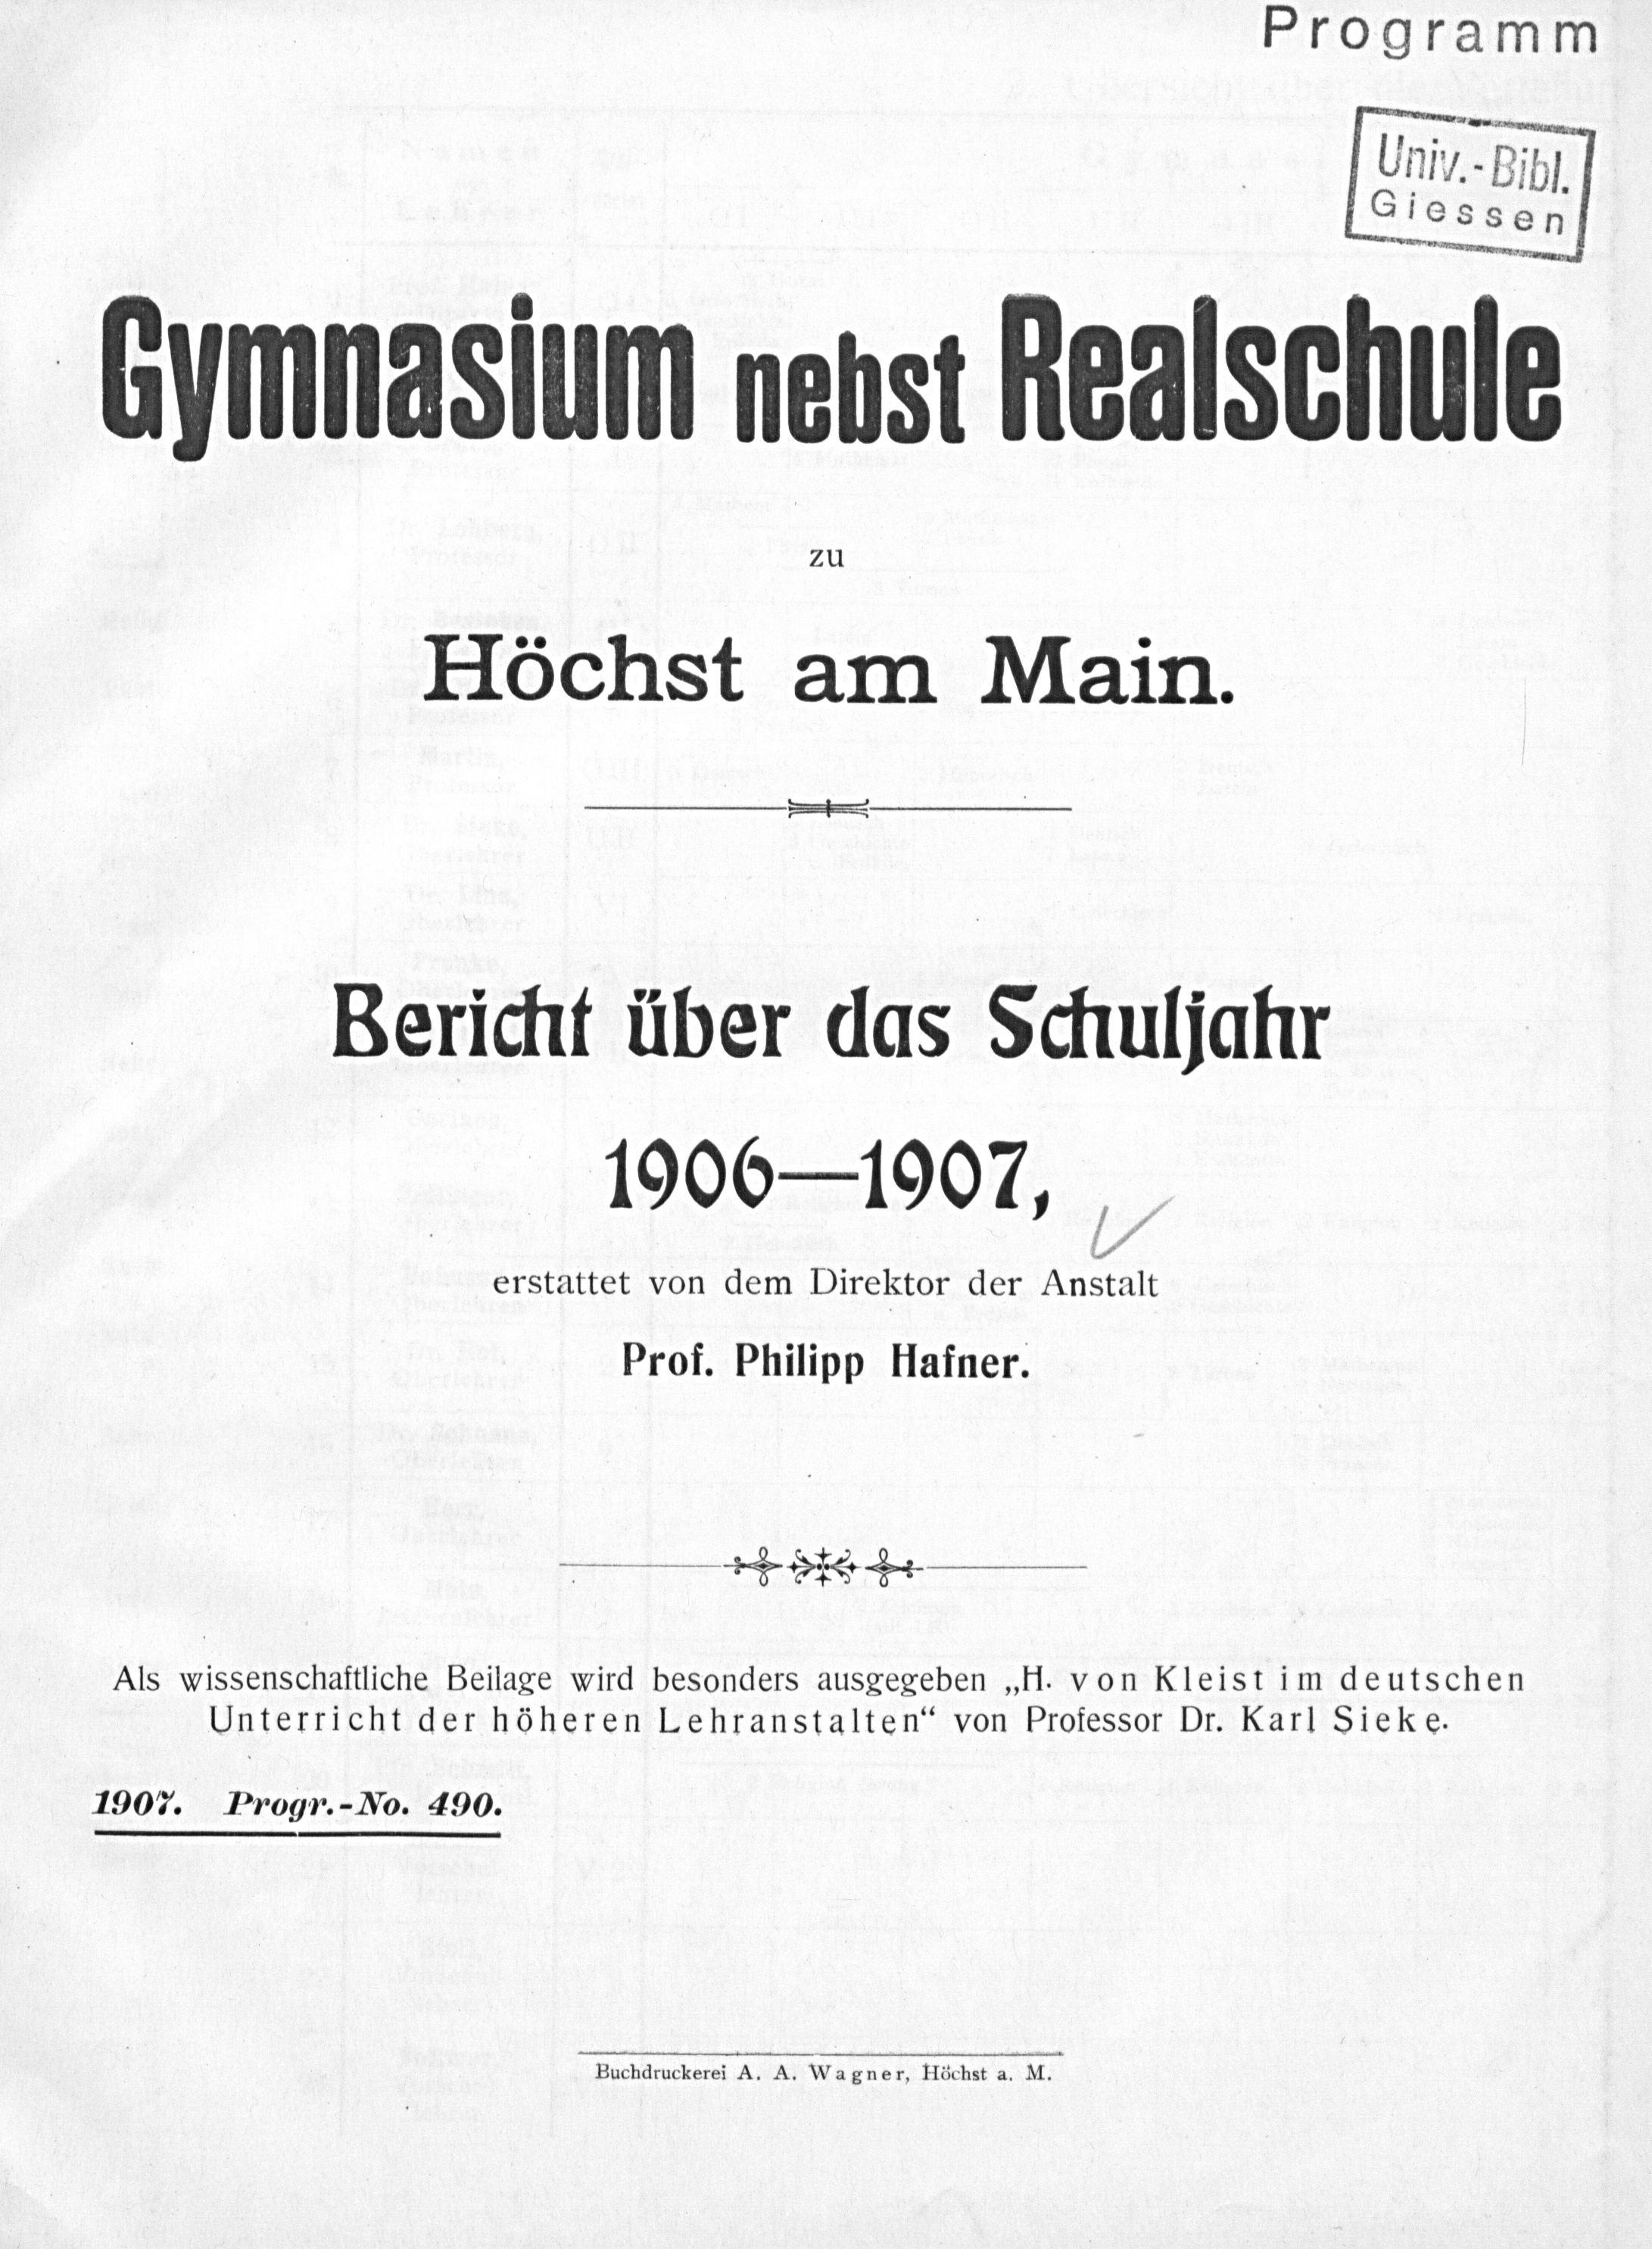 Programm
Univ.-Bibl.
Giessen
Gymnasium nebst Realschule
zu
Höchst am Main.
Bericht über das Schuljahr
1906—1907,
erstattet von dem Direktor der Anstalt
Prof. Philipp Hafner.
Als wissenschaftliche Beilage wird besonders ausgegeben „H. von Kleist im deutschen
Unterricht der höheren Lehranstalten“ von Professor Dr. Karl Sieke.
1907. Progr.-No. 490.
Buchdruckerei A. A. Wagner, Höchst a. M.